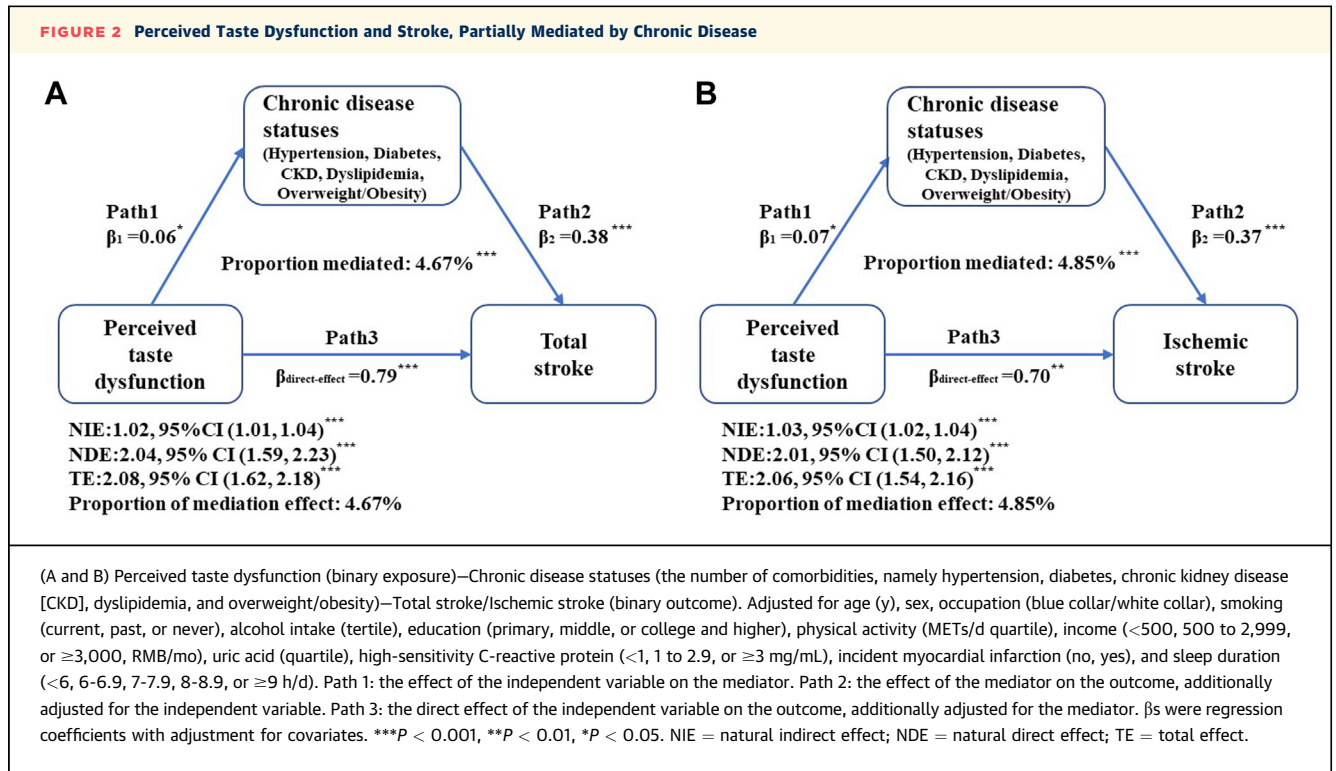 FIGURE 2 Perceived Taste Dysfunction and Stroke, Partially Mediated by Chronic Disease
A
Chronic disease
statuses
(Hypertension, Diabetes,
CKD, Dyslipidemia,
Overweight/Obesity)
Path1
β1 =0.06*
Path2
β2 =0.38 ***
Proportion mediated: 4.67% ***
Perceived
taste
dysfunction
Path3
βdirect-effect =0.79***
Total
stroke
NIE:1.02, 95%CI (1.01, 1.04)***
NDE:2.04, 95% CI (1.59, 2.23)***
TE:2.08, 95% CI (1.62, 2.18)***
Proportion of mediation effect: 4.67%
B
Chronic disease
statuses
(Hypertension, Diabetes,
CKD, Dyslipidemia,
Overweight/Obesity)
Path1
β1 =0.07*
Path2
β2 =0.37 ***
Proportion mediated: 4.85% ***
Perceived
taste
dysfunction
Path3
βdirect-effect =0.70**
Ischemic
stroke
NIE:1.03, 95%CI (1.02, 1.04)***
NDE:2.01, 95% CI (1.50, 2.12)***
TE:2.06, 95% CI (1.54, 2.16)***
Proportion of mediation effect: 4.85%
(A and B) Perceived taste dysfunction (binary exposure)—Chronic disease statuses (the number of comorbidities, namely hypertension, diabetes, chronic kidney disease
[CKD], dyslipidemia, and overweight/obesity)—Total stroke/Ischemic stroke (binary outcome). Adjusted for age (y), sex, occupation (blue collar/white collar), smoking
(current, past, or never), alcohol intake (tertile), education (primary, middle, or college and higher), physical activity (METs/d quartile), income (<500, 500 to 2,999,
or ≥3,000, RMB/mo), uric acid (quartile), high-sensitivity C-reactive protein (<1, 1 to 2.9, or ≥3 mg/mL), incident myocardial infarction (no, yes), and sleep duration
(<6, 6-6.9, 7-7.9, 8-8.9, or ≥9 h/d). Path 1: the effect of the independent variable on the mediator. Path 2: the effect of the mediator on the outcome, additionally
adjusted for the independent variable. Path 3: the direct effect of the independent variable on the outcome, additionally adjusted for the mediator. βs were regression
coefficients with adjustment for covariates. ***P < 0.001, **P < 0.01, *P < 0.05. NIE = natural indirect effect; NDE = natural direct effect; TE = total effect.